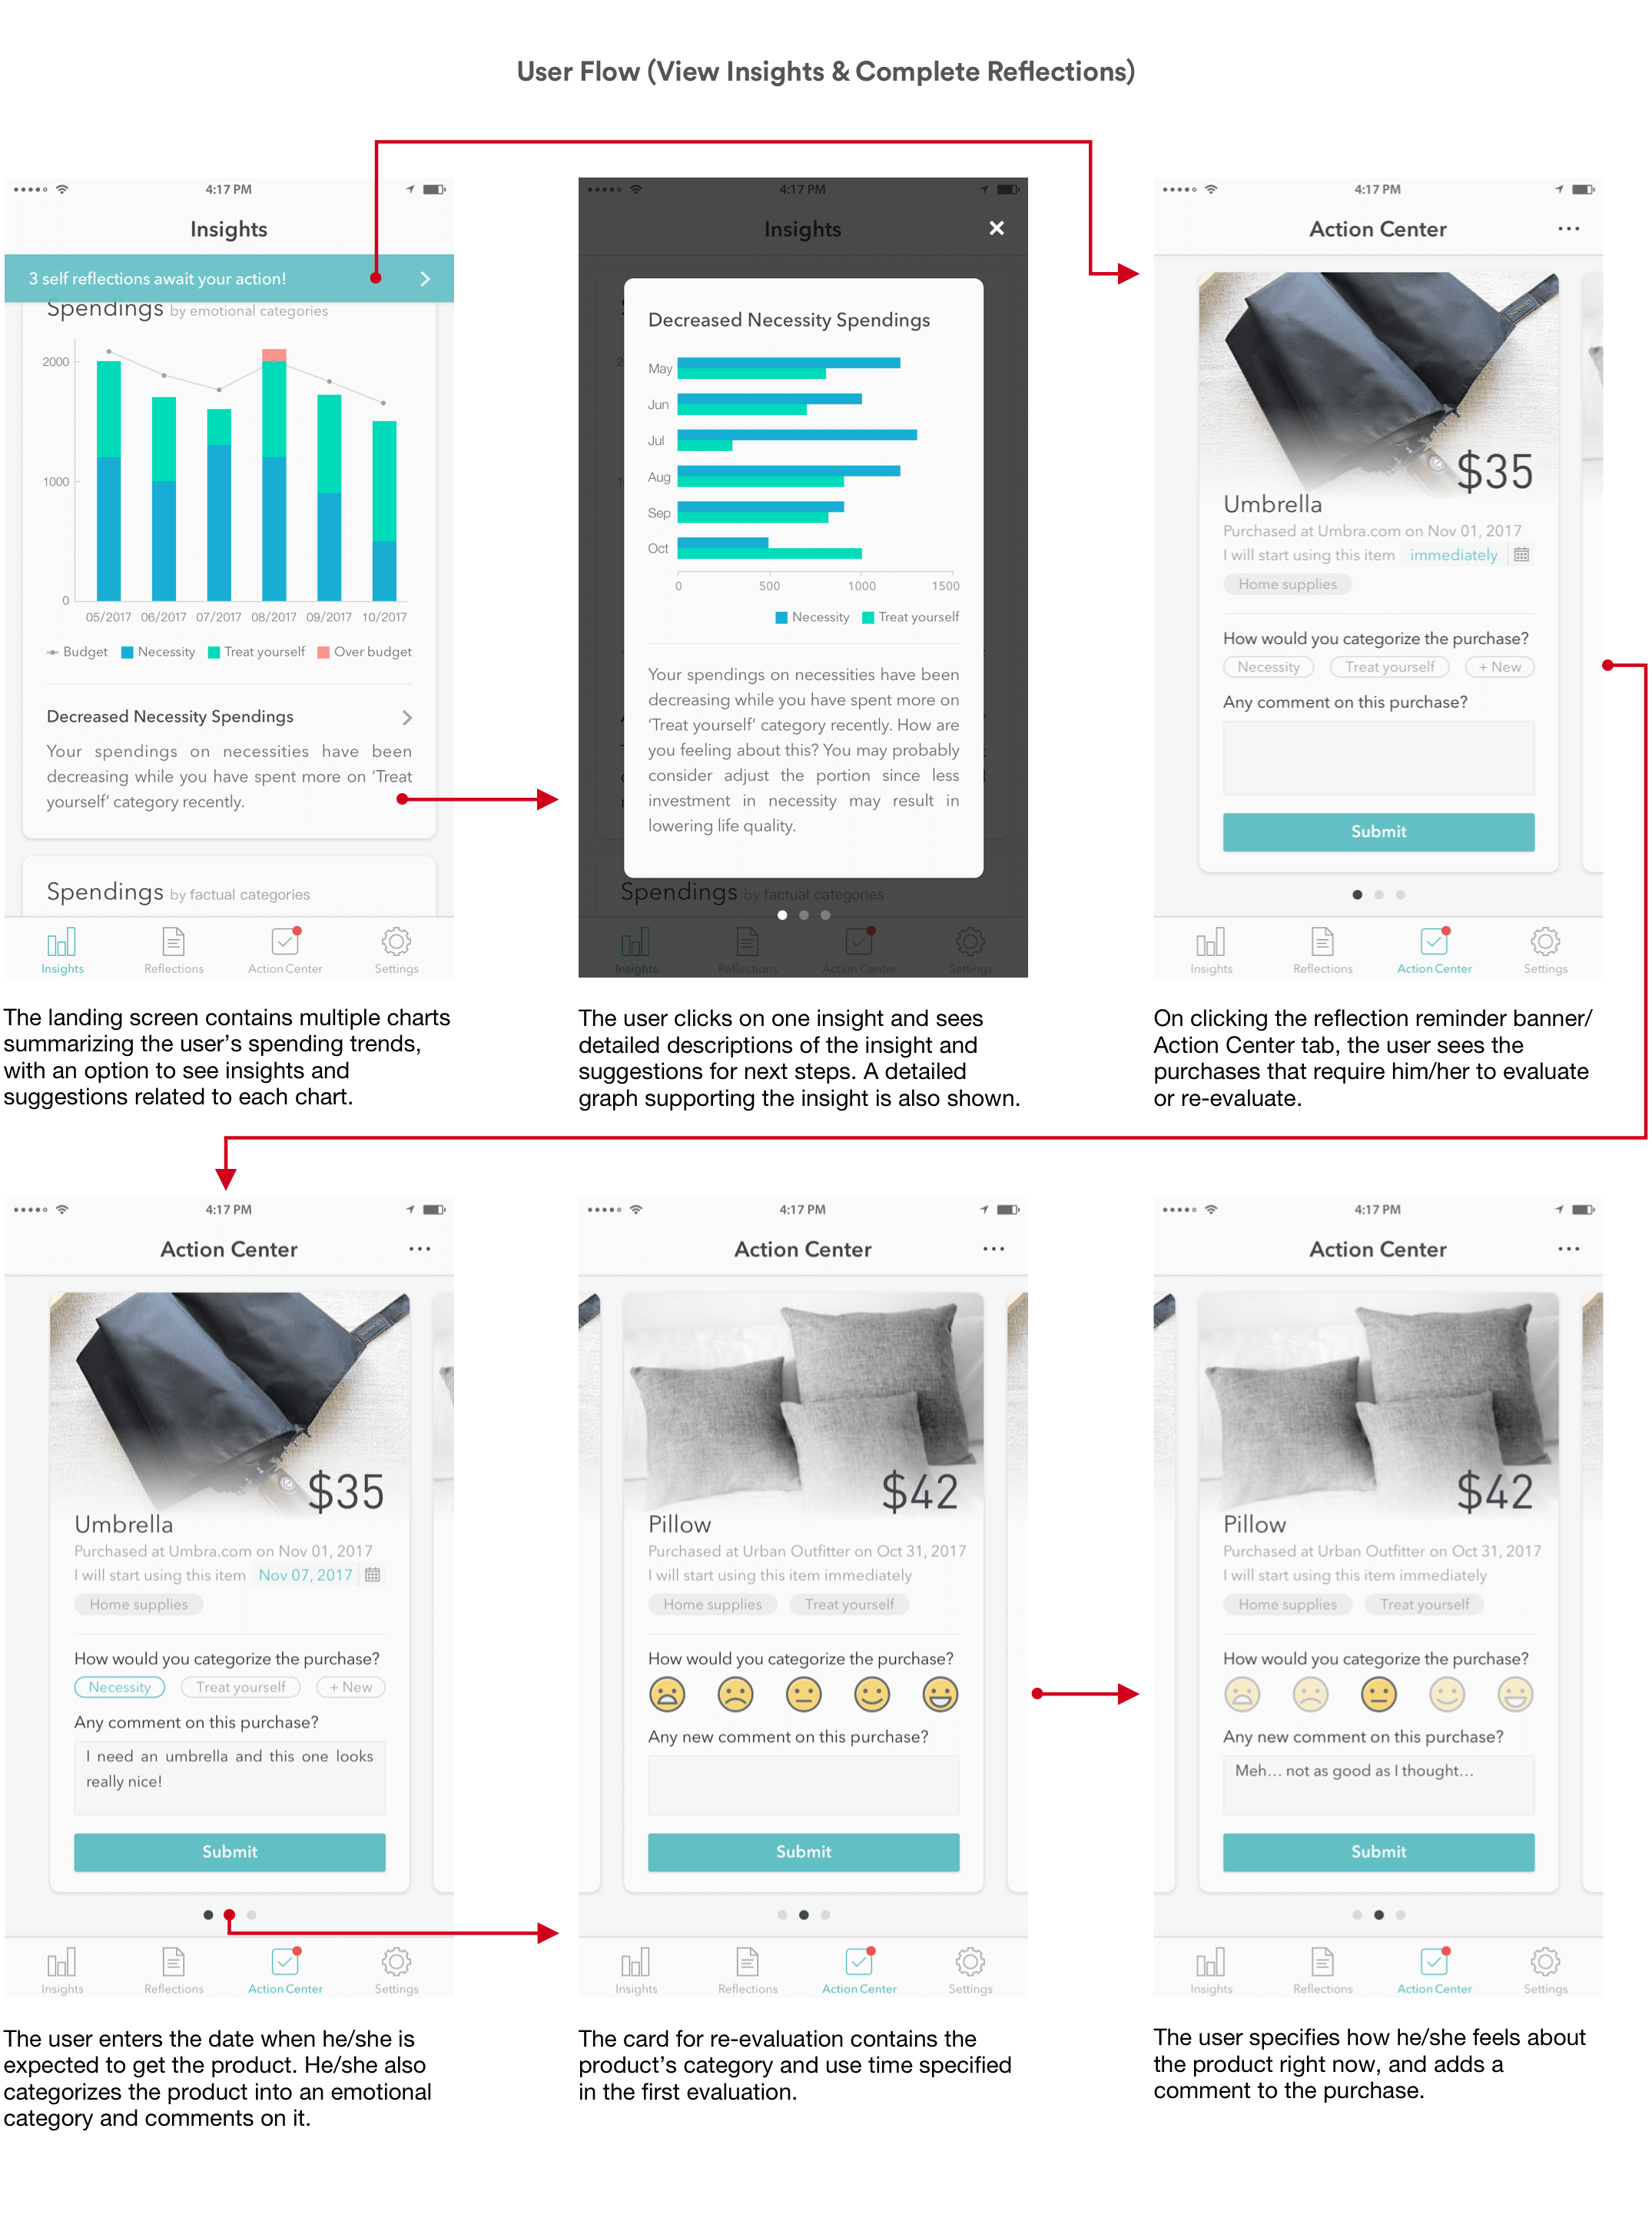 User Flow (View Insights & Complete Reflections)
4:17 PM
Insights
3 self reflections await your action!
Spendings by emotional categories
2000
1000
0
05/2017 06/2017 07/2017 08/2017 09/2017 10/2017
Budget Necessity Treat yourself Over budget
Decreased Necessity Spendings
Your spendings on necessities have been
decreasing while you have spent more on ‘Treat
yourself’ category recently.
Spendings by factual categories
Insights Reflections Action Center Settings
The landing screen contains multiple charts
summarizing the user’s spending trends,
with an option to see insights and
suggestions related to each chart.
4:17 PM
Insights
Decreased Necessity Spendings
May
Jun
Jul
Aug
Sep
Oct
0 500 1000 1500
Necessity Treat yourself
Your spendings on necessities have been
decreasing while you have spent more on
‘Treat yourself’ category recently. How are
you feeling about this? You may probably
consider adjust the portion since less
investment in necessity may result in
lowering life quality.
Spendings by factual categories
Insights Reflections Action Center Settings
The user clicks on one insight and sees
detailed descriptions of the insight and
suggestions for next steps. A detailed
graph supporting the insight is also shown.
4:17 PM
Action Center
$35
Umbrella
Purchased at Umbra.com on Nov 01, 2017
I will start using this item immediately
Home supplies
How would you categorize the purchase?
Necessity Treat yourself + New
Any comment on this purchase?
Submit
Insights Reflections Action Center Settings
On clicking the reflection reminder banner/
Action Center tab, the user sees the
purchases that require him/her to evaluate
or re-evaluate.
4:17 PM
Action Center
$35
Umbrella
Purchased at Umbra.com on Nov 01, 2017
I will start using this item Nov 07, 2017
Home supplies
How would you categorize the purchase?
Necessity Treat yourself + New
Any comment on this purchase?
I need an umbrella and this one looks
really nice!
Submit
Insights Reflections Action Center Settings
The user enters the date when he/she is
expected to get the product. He/she also
categorizes the product into an emotional
category and comments on it.
4:17 PM
Action Center
$42
Pillow
Purchased at Urban Outfitter on Oct 31, 2017
I will start using this item immediately
Home supplies Treat yourself
How would you categorize the purchase?
Any new comment on this purchase?
Submit
Insights Reflections Action Center Settings
The card for re-evaluation contains the
product’s category and use time specified
in the first evaluation.
4:17 PM
Action Center
$42
Pillow
Purchased at Urban Outfitter on Oct 31, 2017
I will start using this item immediately
Home supplies Treat yourself
How would you categorize the purchase?
Any new comment on this purchase?
Meh... not as good as I thought...
Submit
Insights Reflections Action Center Settings
The user specifies how he/she feels about
the product right now, and adds a
comment to the purchase.